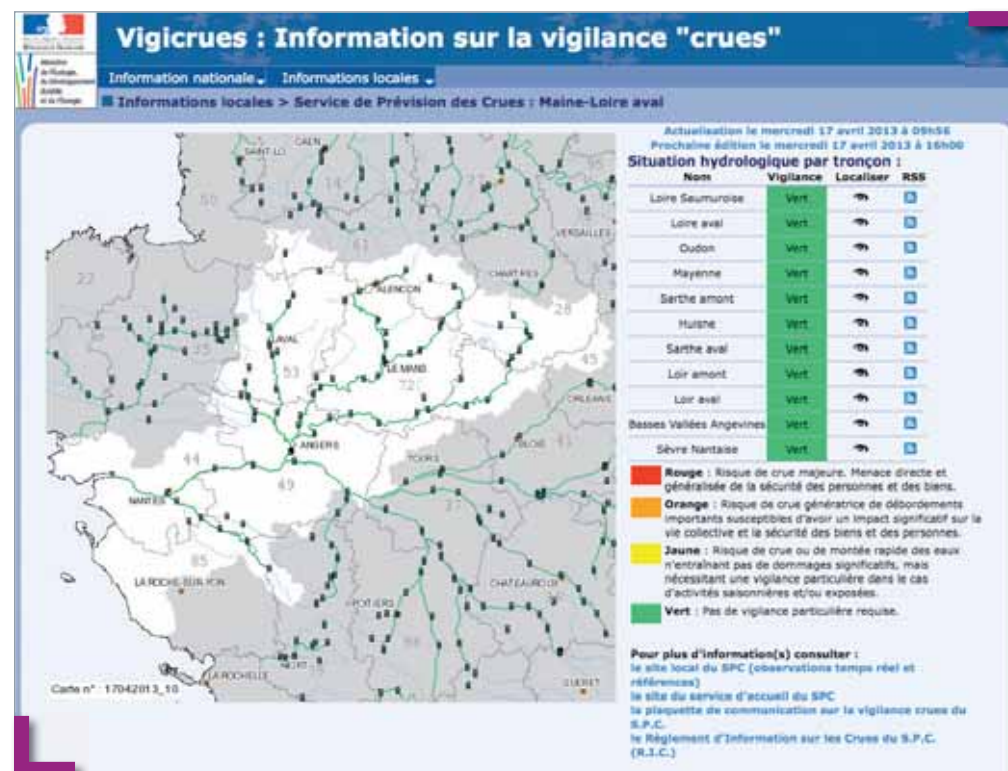 Vigicrues : Information sur la vigilance "crues"
Information nationale Informations locales
Informations locales > Service de Prévision des Crues : Maine-Loire aval
Actualisation le mercredi 17 avril 2013 à 09h56
Prochaine édition le mercredi 17 avril 2013 à 16h00
Situation hydrologique par tronçon :
Nom Vigilance Localiser RSS
Loire Saumuroise Vert
Loire aval Vert
Oudon Vert
Mayenne Vert
Sarthe amont Vert
Huisne Vert
Sarthe aval Vert
Loir amont Vert
Loir aval Vert
Basses Vallées Angevines Vert
Sèvre Nantaise Vert
Rouge : Risque de crue majeure. Menace directe et
généralisée de la sécurité des personnes et des biens.
Orange : Risque de crue génératrice de débordements
importants susceptibles d'avoir un impact significatif sur la
vie collective et la sécurité des biens et des personnes.
Jaune : Risque de crue ou de montée rapide des eaux
n'entraînant pas de dommages significatifs, mais
nécessitant une vigilance particulière dans le cas
d'activités saisonnières et/ou exposées.
Vert : Pas de vigilance particulière requise.
Pour plus d'information(s) consulter :
le site local du SPC (observations temps réel et
références)
le site du service d'accueil du SPC
la plaquette de communication sur la vigilance crues du
S.P.C.
le Règlement d'Information sur les Crues du S.P.C.
(R.I.C.)
CAEN
SAINT-LO
14
50
61
VERSAILLES
22
CHARTRES
ALENCON
28
35
LAVAL
53
LE MANS
72
45
ORLEANS
ANGERS
BLOIS
41
44
TOURS
49
37
NANTES
85
LA ROCHE-SUR-YON
CHATEAUROUX
POITIERS
NIORT
LA ROCHELLE
GUERET
Carte n° : 17042013_10